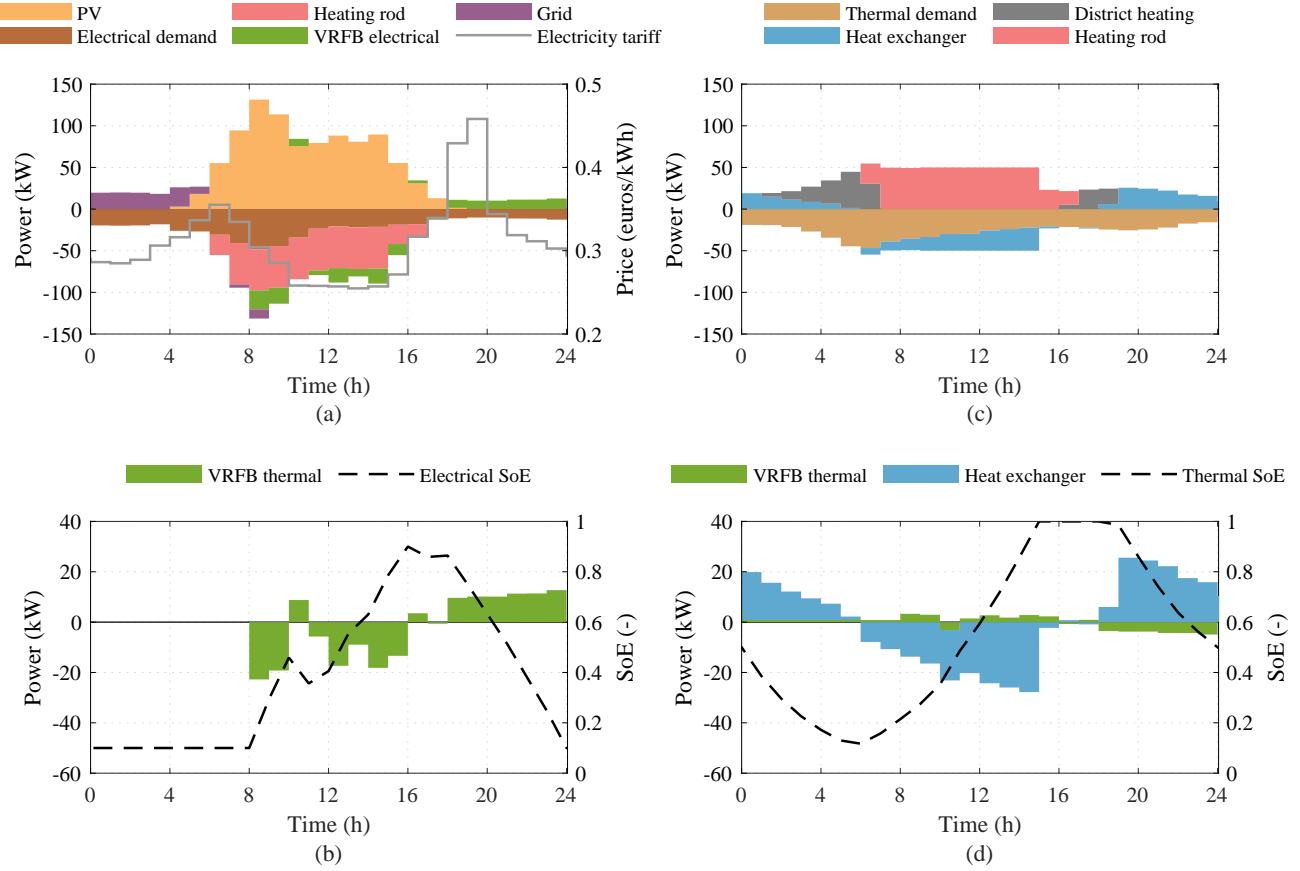 PV Heating rod Grid
Electrical demand VRFB electrical Electricity tariff
150 0.5
100
50 0.4
0
-50 0.3
-100
-150 0.2
Power (kW)
Price (euros/kWh)
0 4 8 12 16 20 24
Time (h)
(a)
Thermal demand District heating
Heat exchanger Heating rod
150
100
50
0
-50
-100
-150
Power (kW)
0 4 8 12 16 20 24
Time (h)
(c)
VRFB thermal Electrical SoE
40 1
20 0.8
0 0.6
-20 0.4
-40 0.2
-60 0
Power (kW)
SoE (-)
0 4 8 12 16 20 24
Time (h)
(b)
VRFB thermal Heat exchanger Thermal SoE
40 1
20 0.8
0 0.6
-20 0.4
-40 0.2
-60 0
Power (kW)
SoE (-)
0 4 8 12 16 20 24
Time (h)
(d)